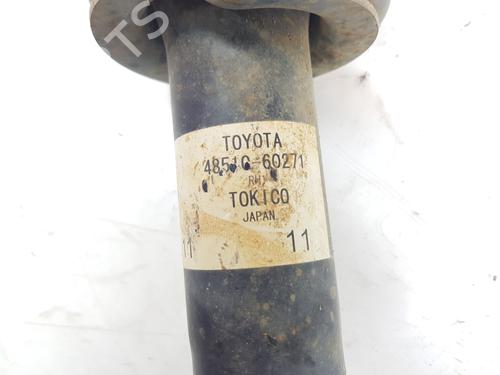 TOYOTA
48510-60271
RH
TOKICO
JAPAN
11 11